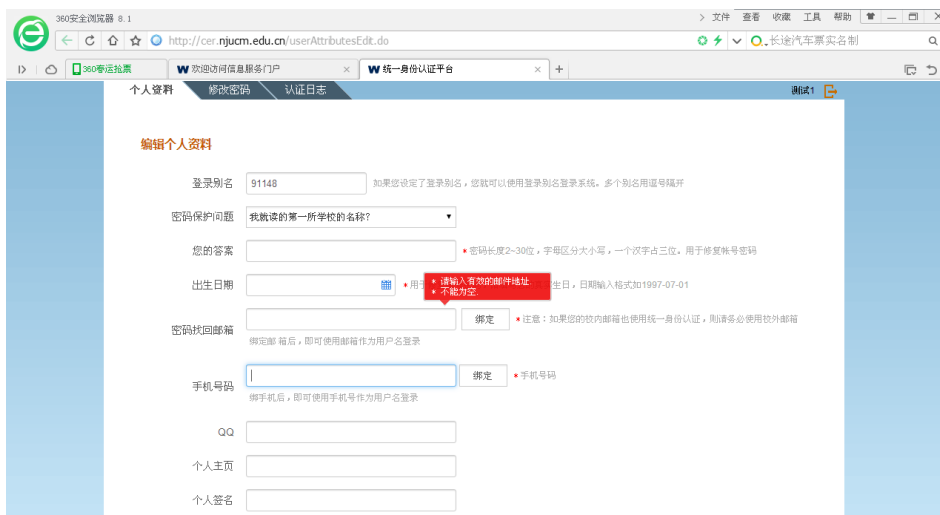 360安全浏览器 8.1
文件 查看 收藏 工具 帮助
http://cer.njucm.edu.cn/userAttributesEdit.do
长途汽车票实名制
360春运抢票
欢迎访问信息服务门户
统一身份认证平台
个人资料 修改密码 认证日志
测试1
编辑个人资料
登录别名 91148 如果您设定了登录别名，您就可以使用登录别名登录系统。多个别名用逗号隔开
密码保护问题 我就读的第一所学校的名称?
您的答案 * 密码长度2~30位，字母区分大小写，一个汉字占三位。用于修复帐号密码
* 请输入有效的邮件地址
* 不能为空
出生日期 * 用于 生日，日期输入格式如1997-07-01
密码找回邮箱 绑定 * 注意：如果您的校内邮箱也使用统一身份认证，则请务必使用校外邮箱
绑定邮箱后，即可使用邮箱作为用户名登录
手机号码 绑定 * 手机号码
绑手机后，即可使用手机号作为用户名登录
QQ
个人主页
个人签名